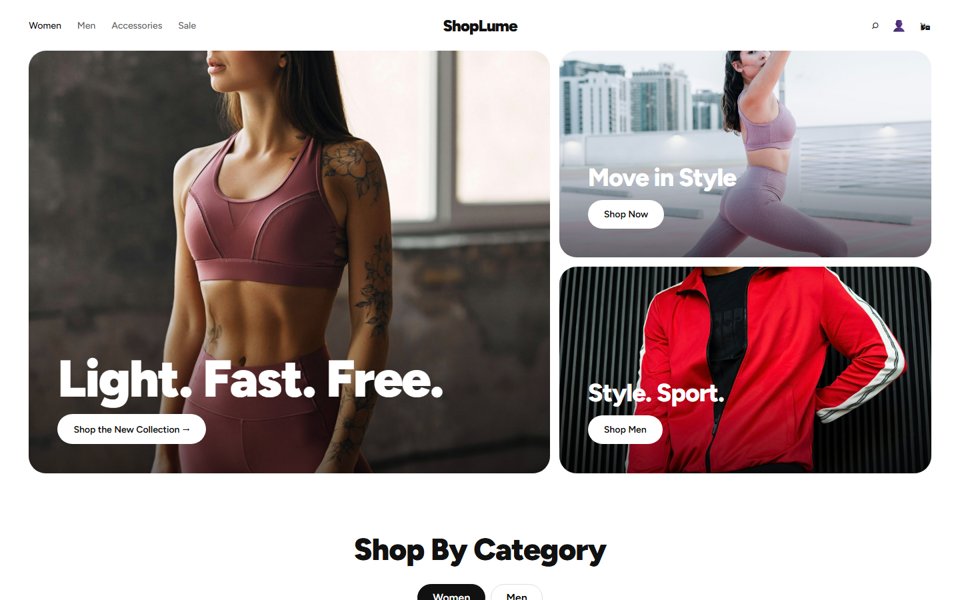 Women Men Accessories Sale
ShopLume
Light. Fast. Free.
Shop the New Collection →
Move in Style
Shop Now
Style. Sport.
Shop Men
Shop By Category
Women Men